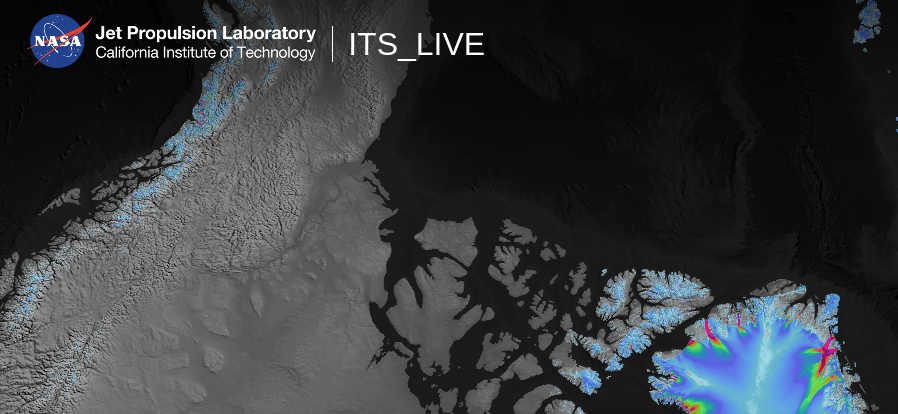 NASA
Jet Propulsion Laboratory
California Institute of Technology
ITS_LIVE